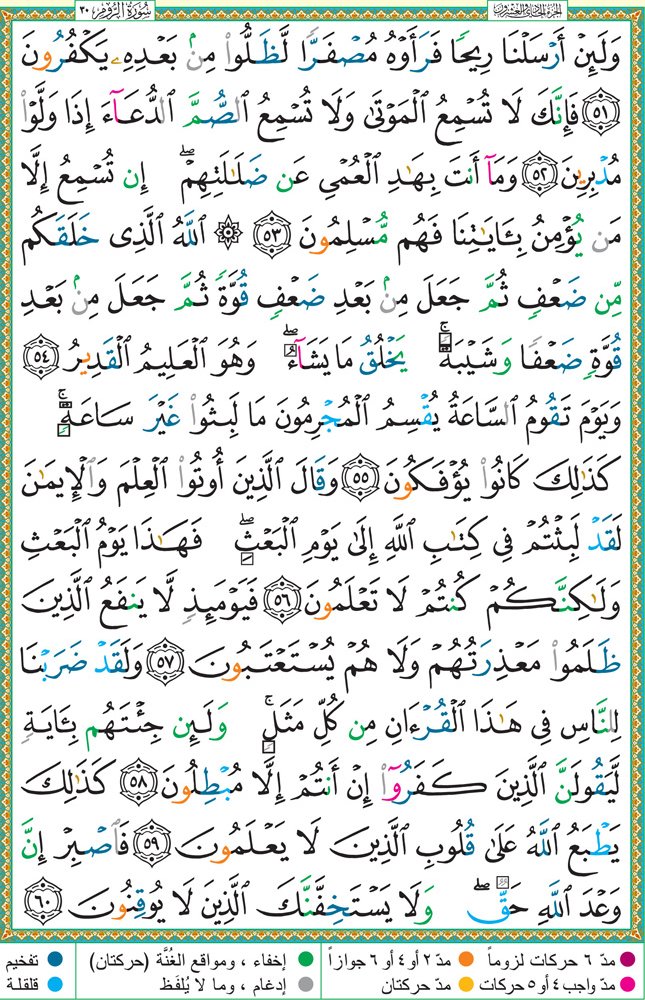 سُورَةُ الرُّومِ ٣٠ الجزء الحادي والعشرون
وَلَئِنْ أَرْسَلْنَا رِيحًا فَرَأَوْهُ مُصْفَرًّا لَّظَلُّوا۟ مِنۢ بَعْدِهِۦ يَكْفُرُونَ
﴿٥١﴾ فَإِنَّكَ لَا تُسْمِعُ ٱلْمَوْتَىٰ وَلَا تُسْمِعُ ٱلصُّمَّ ٱلدُّعَآءَ إِذَا وَلَّوْا۟
مُدْبِرِينَ ﴿٥٢﴾ وَمَآ أَنتَ بِهَـٰدِ ٱلْعُمْىِ عَن ضَلَـٰلَتِهِمْ ۖ إِن تُسْمِعُ إِلَّا
مَن يُؤْمِنُ بِـَٔايَـٰتِنَا فَهُم مُّسْلِمُونَ ﴿٥٣﴾ ۞ ٱللَّهُ ٱلَّذِى خَلَقَكُم
مِّن ضَعْفٍ ثُمَّ جَعَلَ مِنۢ بَعْدِ ضَعْفٍ قُوَّةً ثُمَّ جَعَلَ مِنۢ بَعْدِ
قُوَّةٍ ضَعْفًا وَشَيْبَةً ۚ يَخْلُقُ مَا يَشَآءُ ۖ وَهُوَ ٱلْعَلِيمُ ٱلْقَدِيرُ ﴿٥٤﴾
وَيَوْمَ تَقُومُ ٱلسَّاعَةُ يُقْسِمُ ٱلْمُجْرِمُونَ مَا لَبِثُوا۟ غَيْرَ سَاعَةٍ ۚ
كَذَٰلِكَ كَانُوا۟ يُؤْفَكُونَ ﴿٥٥﴾ وَقَالَ ٱلَّذِينَ أُوتُوا۟ ٱلْعِلْمَ وَٱلْإِيمَـٰنَ
لَقَدْ لَبِثْتُمْ فِى كِتَـٰبِ ٱللَّهِ إِلَىٰ يَوْمِ ٱلْبَعْثِ ۖ فَهَـٰذَا يَوْمُ ٱلْبَعْثِ
وَلَـٰكِنَّكُمْ كُنتُمْ لَا تَعْلَمُونَ ﴿٥٦﴾ فَيَوْمَئِذٍ لَّا يَنفَعُ ٱلَّذِينَ
ظَلَمُوا۟ مَعْذِرَتُهُمْ وَلَا هُمْ يُسْتَعْتَبُونَ ﴿٥٧﴾ وَلَقَدْ ضَرَبْنَا
لِلنَّاسِ فِى هَـٰذَا ٱلْقُرْءَانِ مِن كُلِّ مَثَلٍ ۚ وَلَئِن جِئْتَهُم بِـَٔايَةٍ
لَّيَقُولَنَّ ٱلَّذِينَ كَفَرُوٓا۟ إِنْ أَنتُمْ إِلَّا مُبْطِلُونَ ﴿٥٨﴾ كَذَٰلِكَ
يَطْبَعُ ٱللَّهُ عَلَىٰ قُلُوبِ ٱلَّذِينَ لَا يَعْلَمُونَ ﴿٥٩﴾ فَٱصْبِرْ إِنَّ
وَعْدَ ٱللَّهِ حَقٌّ ۖ وَلَا يَسْتَخِفَّنَّكَ ٱلَّذِينَ لَا يُوقِنُونَ ﴿٦٠﴾
مدّ ٦ حركات لزوماً مدّ ٢ أو ٤ أو ٦ جوازاً إخفاء ، ومواقع الغُنَّة (حركتان) تفخيم
مدّ واجب ٤ أو ٥ حركات مدّ حركتان إدغام ، وما لا يُلفَظ قلقلة